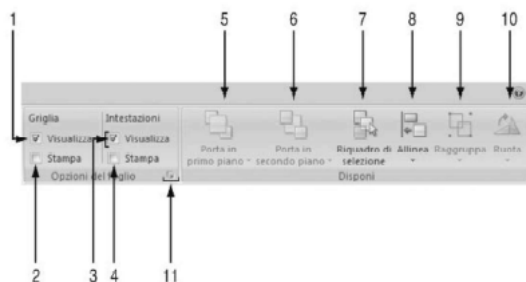 5 6 7 8 9 10
1
Griglia Intestazioni
Visualizza Visualizza
Stampa Stampa
Porta in primo piano
Porta in secondo piano
Riquadro di selezione
Allinea
Raggruppa
Ruota
Opzioni del foglio
Disponi
2 3 4 11